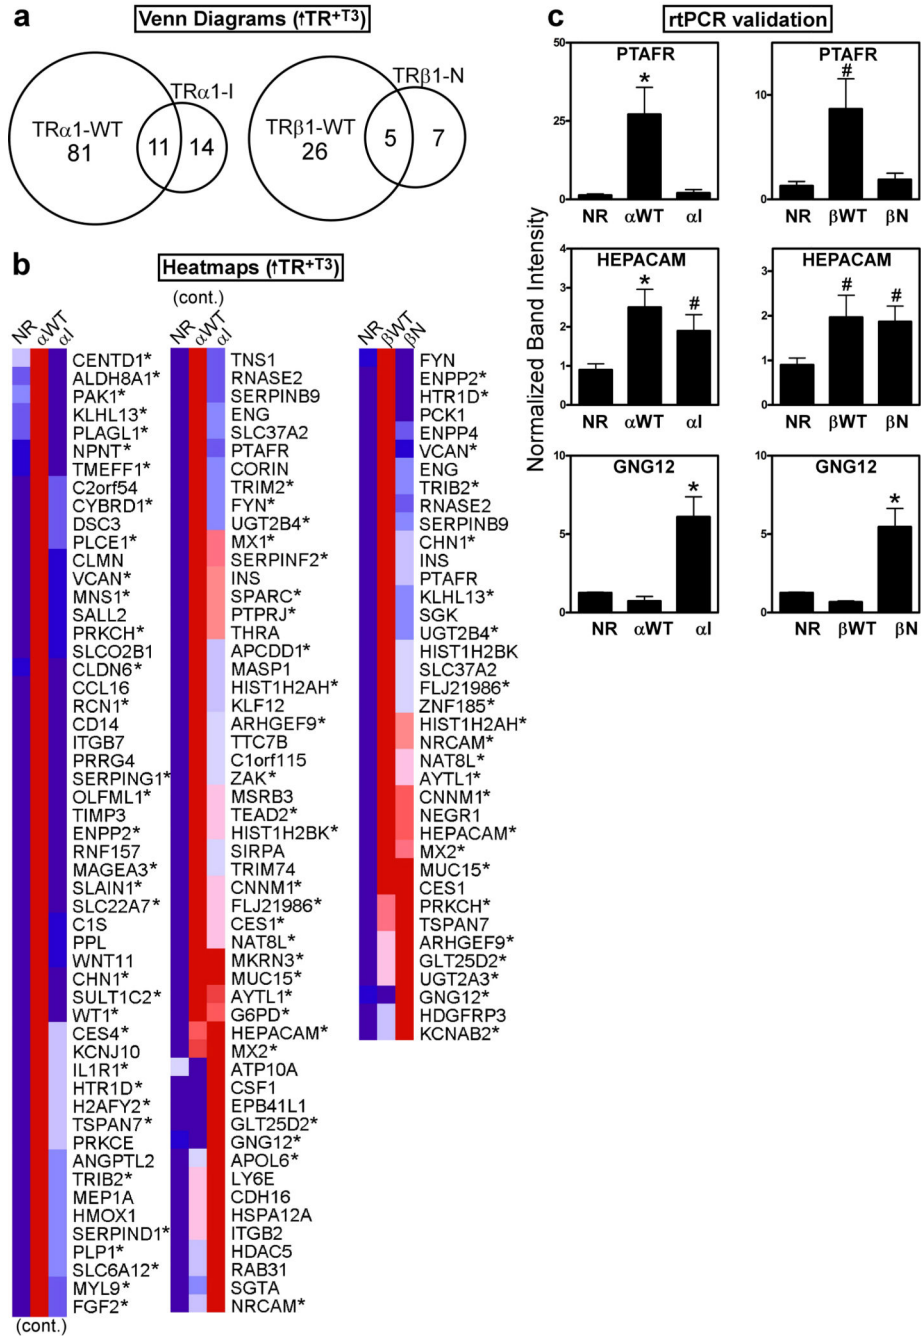 a
Venn Diagrams (↑TR+T3)
TRα1-WT
81
11
14
TRα1-I
TRβ1-WT
26
5
7
TRβ1-N
b
Heatmaps (↑TR+T3)
NR αWT αI
CENTD1*
ALDH8A1*
PAK1*
KLHL13*
PLAGL1*
NPNT*
TMEFF1*
C2orf54
CYBRD1*
DSC3
PLCE1*
CLMN
VCAN*
MNS1*
SALL2
PRKCH*
SLCO2B1
CLDN6*
CCL16
RCN1*
CD14
ITGB7
PRRG4
SERPING1*
OLFML1*
TIMP3
ENPP2*
RNF157
MAGEA3*
SLAIN1*
SLC22A7*
C1S
PPL
WNT11
CHN1*
SULT1C2*
WT1*
CES4*
KCNJ10
IL1R1*
HTR1D*
H2AFY2*
TSPAN7*
PRKCE
ANGPTL2
TRIB2*
MEP1A
HMOX1
SERPIND1*
PLP1*
SLC6A12*
MYL9*
FGF2*
(cont.)
(cont.)
NR αWT αI
TNS1
RNASE2
SERPINB9
ENG
SLC37A2
PTAFR
CORIN
TRIM2*
FYN*
UGT2B4*
MX1*
SERPINF2*
INS
SPARC*
PTPRJ*
THRA
APCDD1*
MASP1
HIST1H2AH*
KLF12
ARHGEF9*
TTC7B
C1orf115
ZAK*
MSRB3
TEAD2*
HIST1H2BK*
SIRPA
TRIM74
CNNM1*
FLJ21986*
CES1*
NAT8L*
MKRN3*
MUC15*
AYTL1*
G6PD*
HEPACAM*
MX2*
ATP10A
CSF1
EPB41L1
GLT25D2*
GNG12*
APOL6*
LY6E
CDH16
HSPA12A
ITGB2
HDAC5
RAB31
SGTA
NRCAM*
NR βWT βN
FYN
ENPP2*
HTR1D*
PCK1
ENPP4
VCAN*
ENG
TRIB2*
RNASE2
SERPINB9
CHN1*
INS
PTAFR
KLHL13*
SGK
UGT2B4*
HIST1H2BK
SLC37A2
FLJ21986*
ZNF185*
HIST1H2AH*
NRCAM*
NAT8L*
AYTL1*
CNNM1*
NEGR1
HEPACAM*
MX2*
MUC15*
CES1
PRKCH*
TSPAN7
ARHGEF9*
GLT25D2*
UGT2A3*
GNG12*
HDGFRP3
KCNAB2*
c
rtPCR validation
Normalized Band Intensity
PTAFR
50
25
0
*
NR αWT αI
PTAFR
10
0
#
NR βWT βN
HEPACAM
4
3
2
1
0
* #
NR αWT αI
HEPACAM
3
2
1
0
# #
NR βWT βN
GNG12
10
5
0
*
NR αWT αI
GNG12
10
5
0
*
NR βWT βN